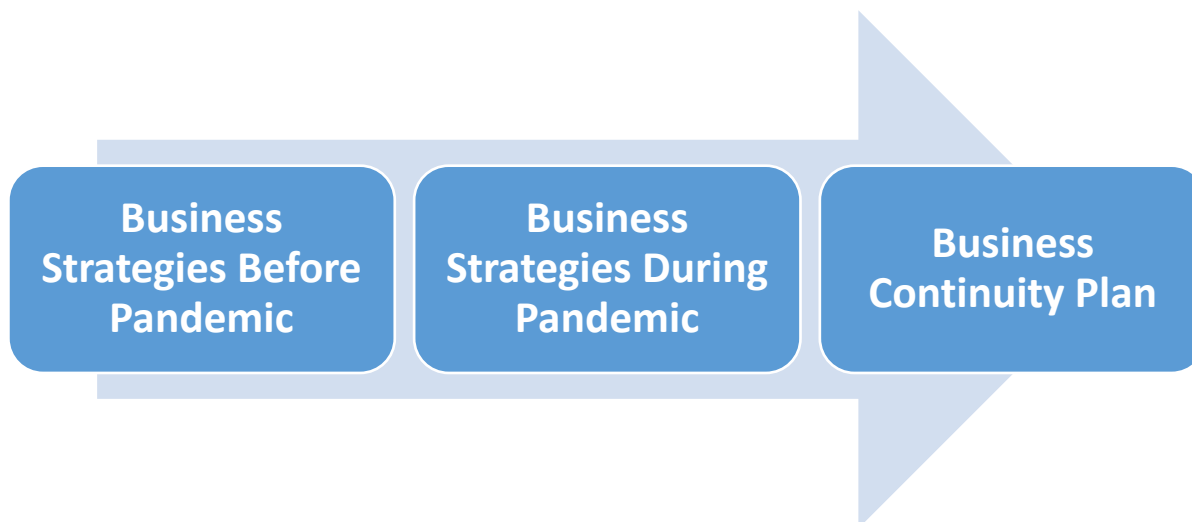 Business
Strategies Before
Pandemic
Business
Strategies During
Pandemic
Business
Continuity Plan